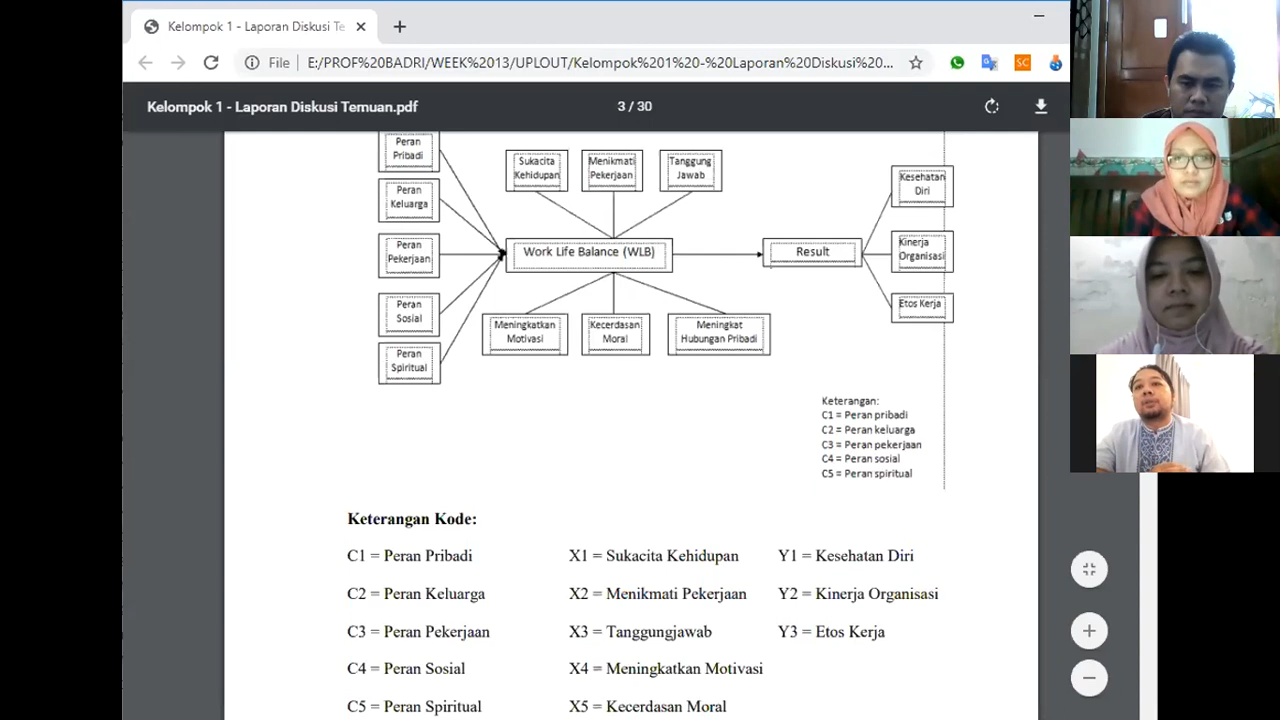 Kelompok 1 - Laporan Diskusi Te
File
E:/PROF%20BADRI/WEEK%2013/UPLOUT/Kelompok%201%20-%20Laporan%20Diskusi%20...
SC
Kelompok 1 - Laporan Diskusi Temuan.pdf
3 / 30
Peran
Pribadi
Peran
Keluarga
Peran
Pekerjaan
Peran
Sosial
Peran
Spiritual
Sukacita
Kehidupan
Menikmati
Pekerjaan
Tanggung
Jawab
Work Life Balance (WLB)
Meningkatkan
Motivasi
Kecerdasan
Moral
Meningkat
Hubungan Pribadi
Result
Kesehatan
Diri
Kinerja
Organisasi
Etos Kerja
Keterangan:
C1 = Peran pribadi
C2 = Peran keluarga
C3 = Peran pekerjaan
C4 = Peran sosial
C5 = Peran spiritual
Keterangan Kode:
C1 = Peran Pribadi
X1 = Sukacita Kehidupan
Y1 = Kesehatan Diri
C2 = Peran Keluarga
X2 = Menikmati Pekerjaan
Y2 = Kinerja Organisasi
C3 = Peran Pekerjaan
X3 = Tanggungjawab
Y3 = Etos Kerja
C4 = Peran Sosial
X4 = Meningkatkan Motivasi
C5 = Peran Spiritual
X5 = Kecerdasan Moral